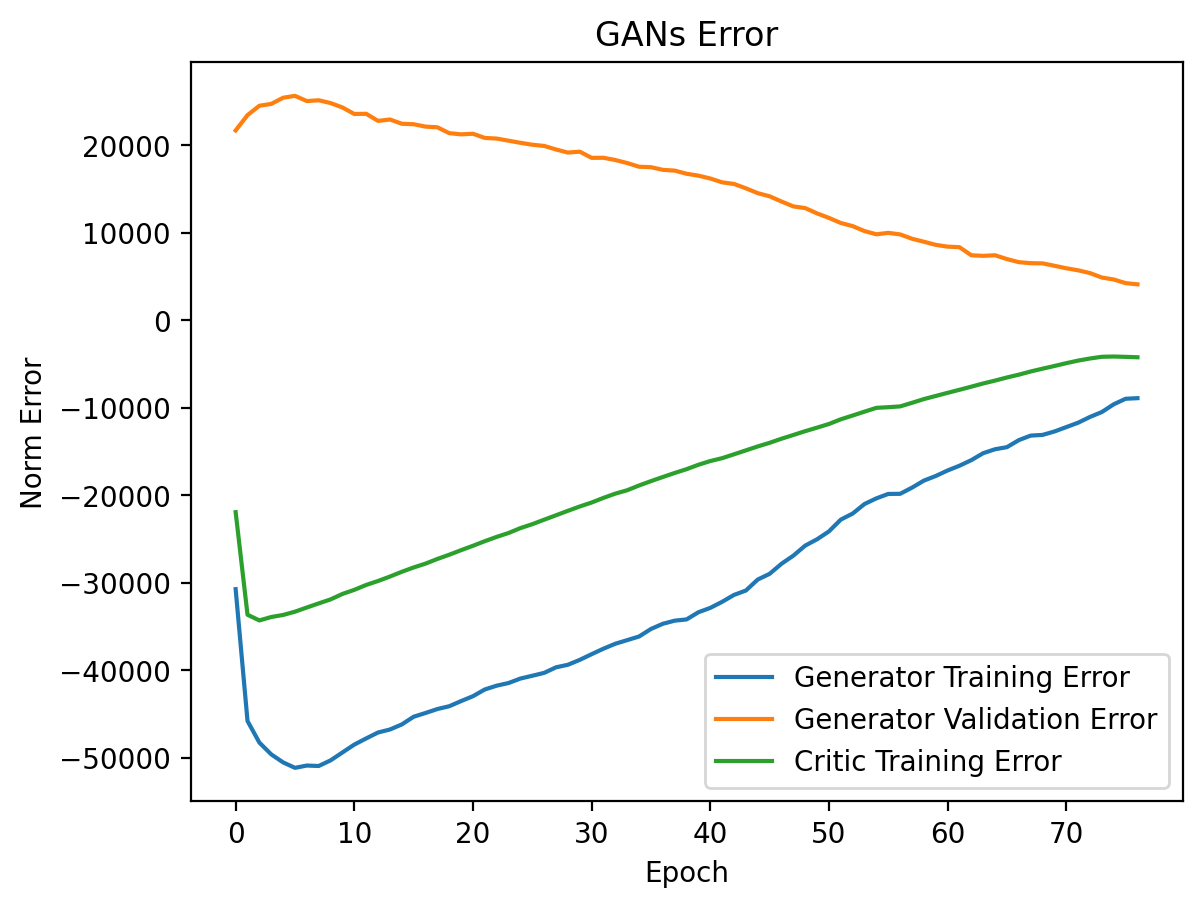 GANs Error
Norm Error
20000
10000
0
−10000
−20000
−30000
−40000
−50000
Generator Training Error
Generator Validation Error
Critic Training Error
0 10 20 30 40 50 60 70
Epoch